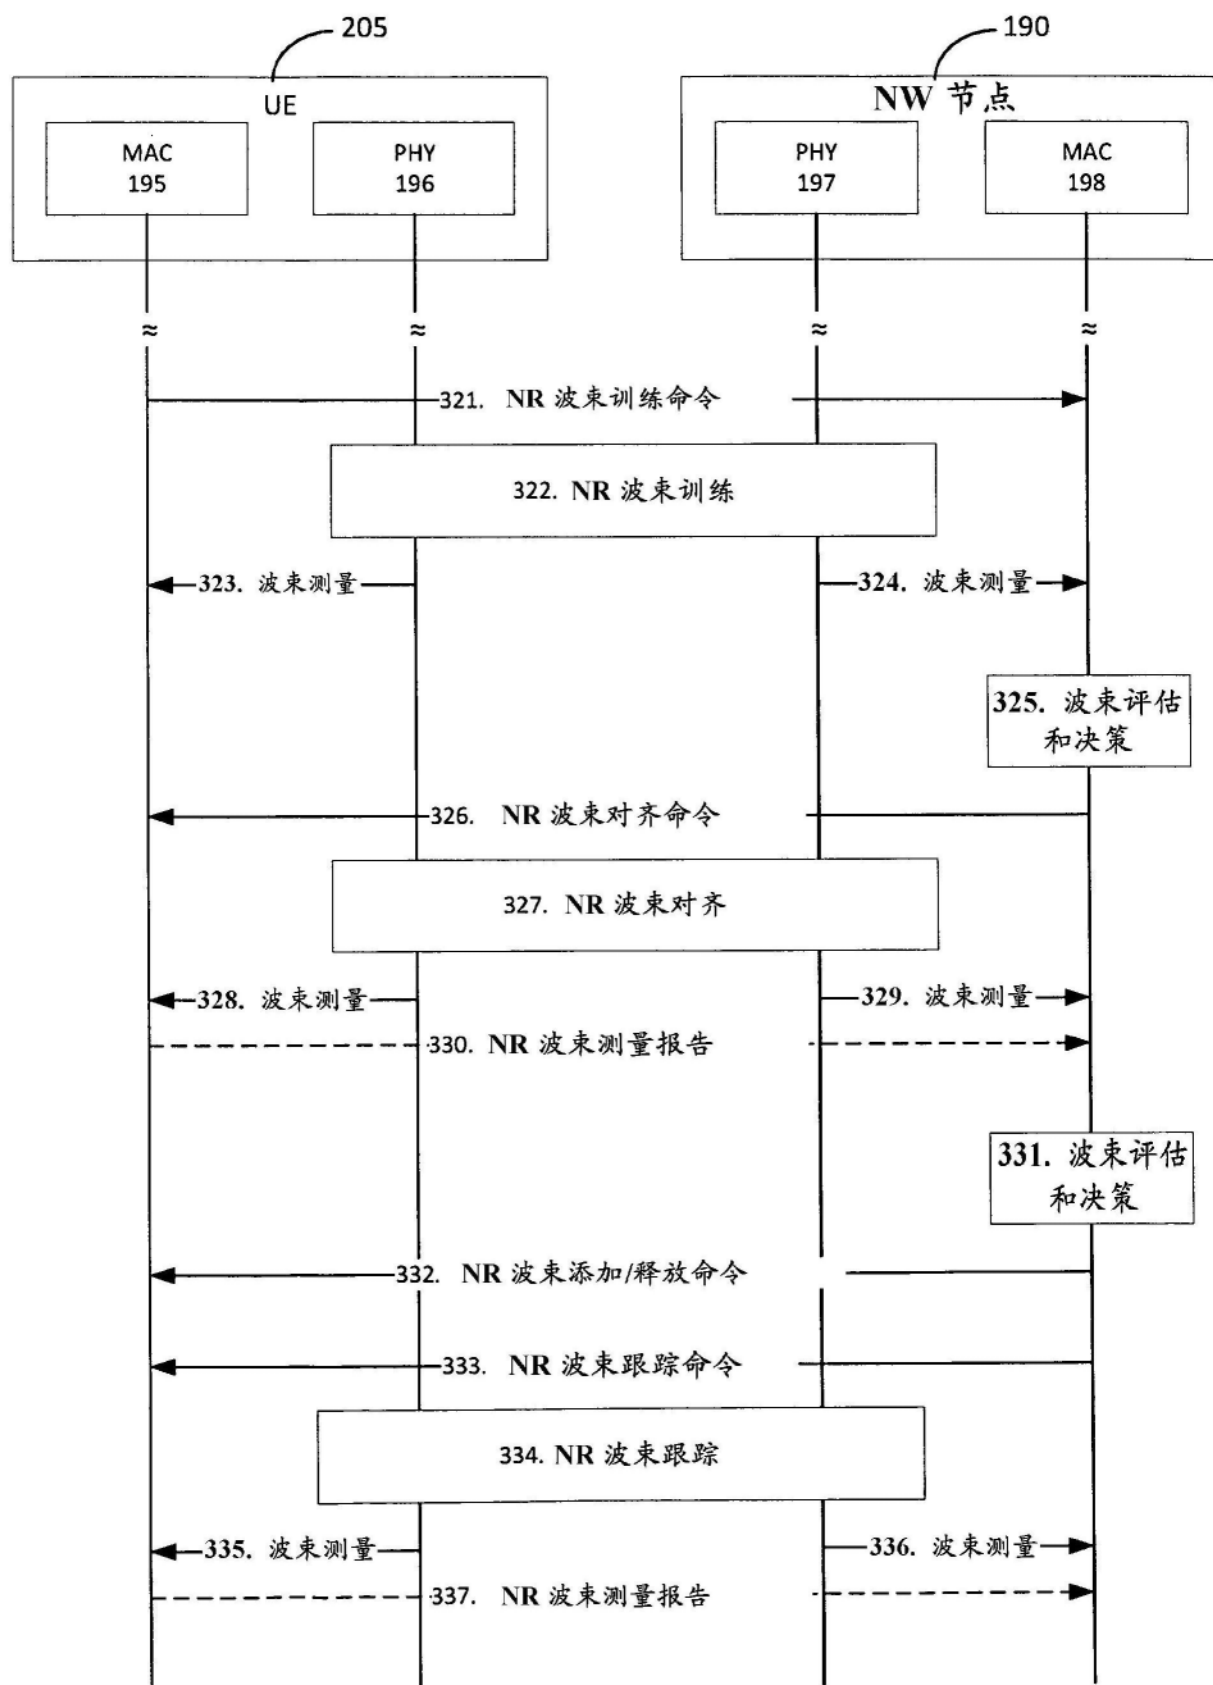 205
190
UE
NW 节点
MAC
195
PHY
196
PHY
197
MAC
198
≈ ≈ ≈ ≈
321. NR 波束训练命令
322. NR 波束训练
323. 波束测量
324. 波束测量
325. 波束评估
和决策
326. NR 波束对齐命令
327. NR 波束对齐
328. 波束测量
329. 波束测量
330. NR 波束测量报告
331. 波束评估
和决策
332. NR 波束添加/释放命令
333. NR 波束跟踪命令
334. NR 波束跟踪
335. 波束测量
336. 波束测量
337. NR 波束测量报告